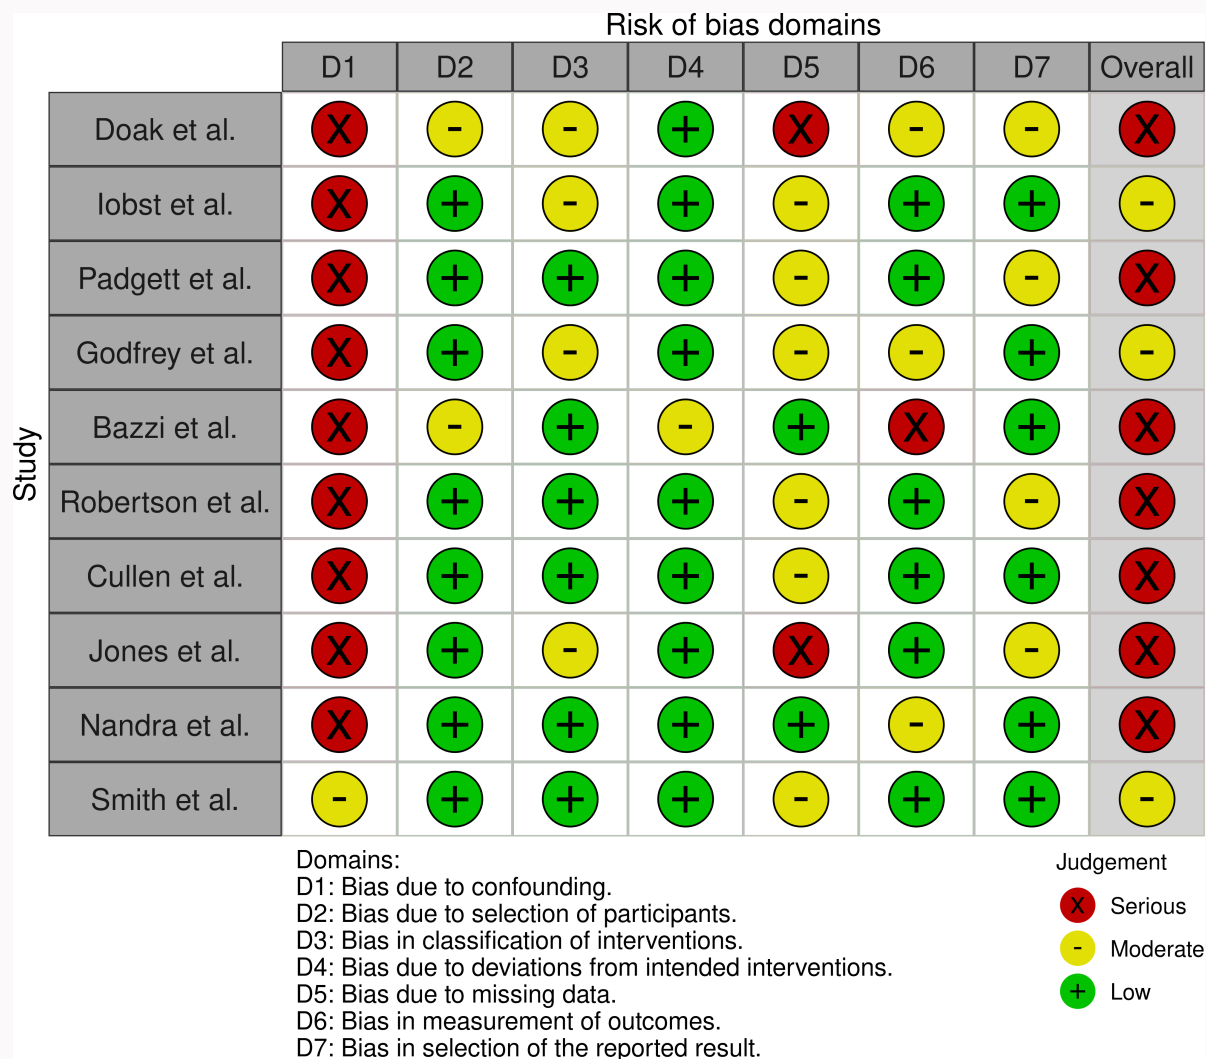 Risk of bias domains
D1 D2 D3 D4 D5 D6 D7 Overall
Study
Doak et al. X - - + X - - X
Iobst et al. X + - + - + + -
Padgett et al. X + + + - + - X
Godfrey et al. X + - + - - + -
Bazzi et al. X - + - + X + X
Robertson et al. X + + + - + - X
Cullen et al. X + + + - + + X
Jones et al. X + - + X + - X
Nandra et al. X + + + + - + X
Smith et al. - + + + - + + -
Domains:
D1: Bias due to confounding.
D2: Bias due to selection of participants.
D3: Bias in classification of interventions.
D4: Bias due to deviations from intended interventions.
D5: Bias due to missing data.
D6: Bias in measurement of outcomes.
D7: Bias in selection of the reported result.
Judgement
X Serious
- Moderate
+ Low